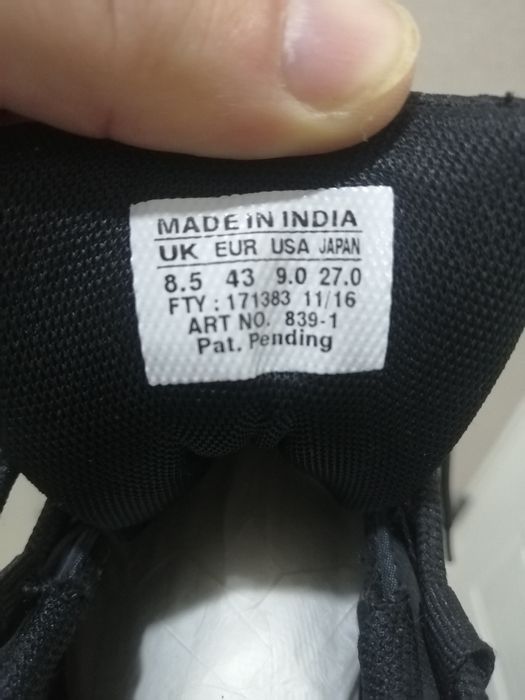 MADE IN INDIA
UK EUR USA JAPAN
8.5 43 9.0 27.0
FTY : 171383 11/16
ART NO. 839-1
Pat. Pending